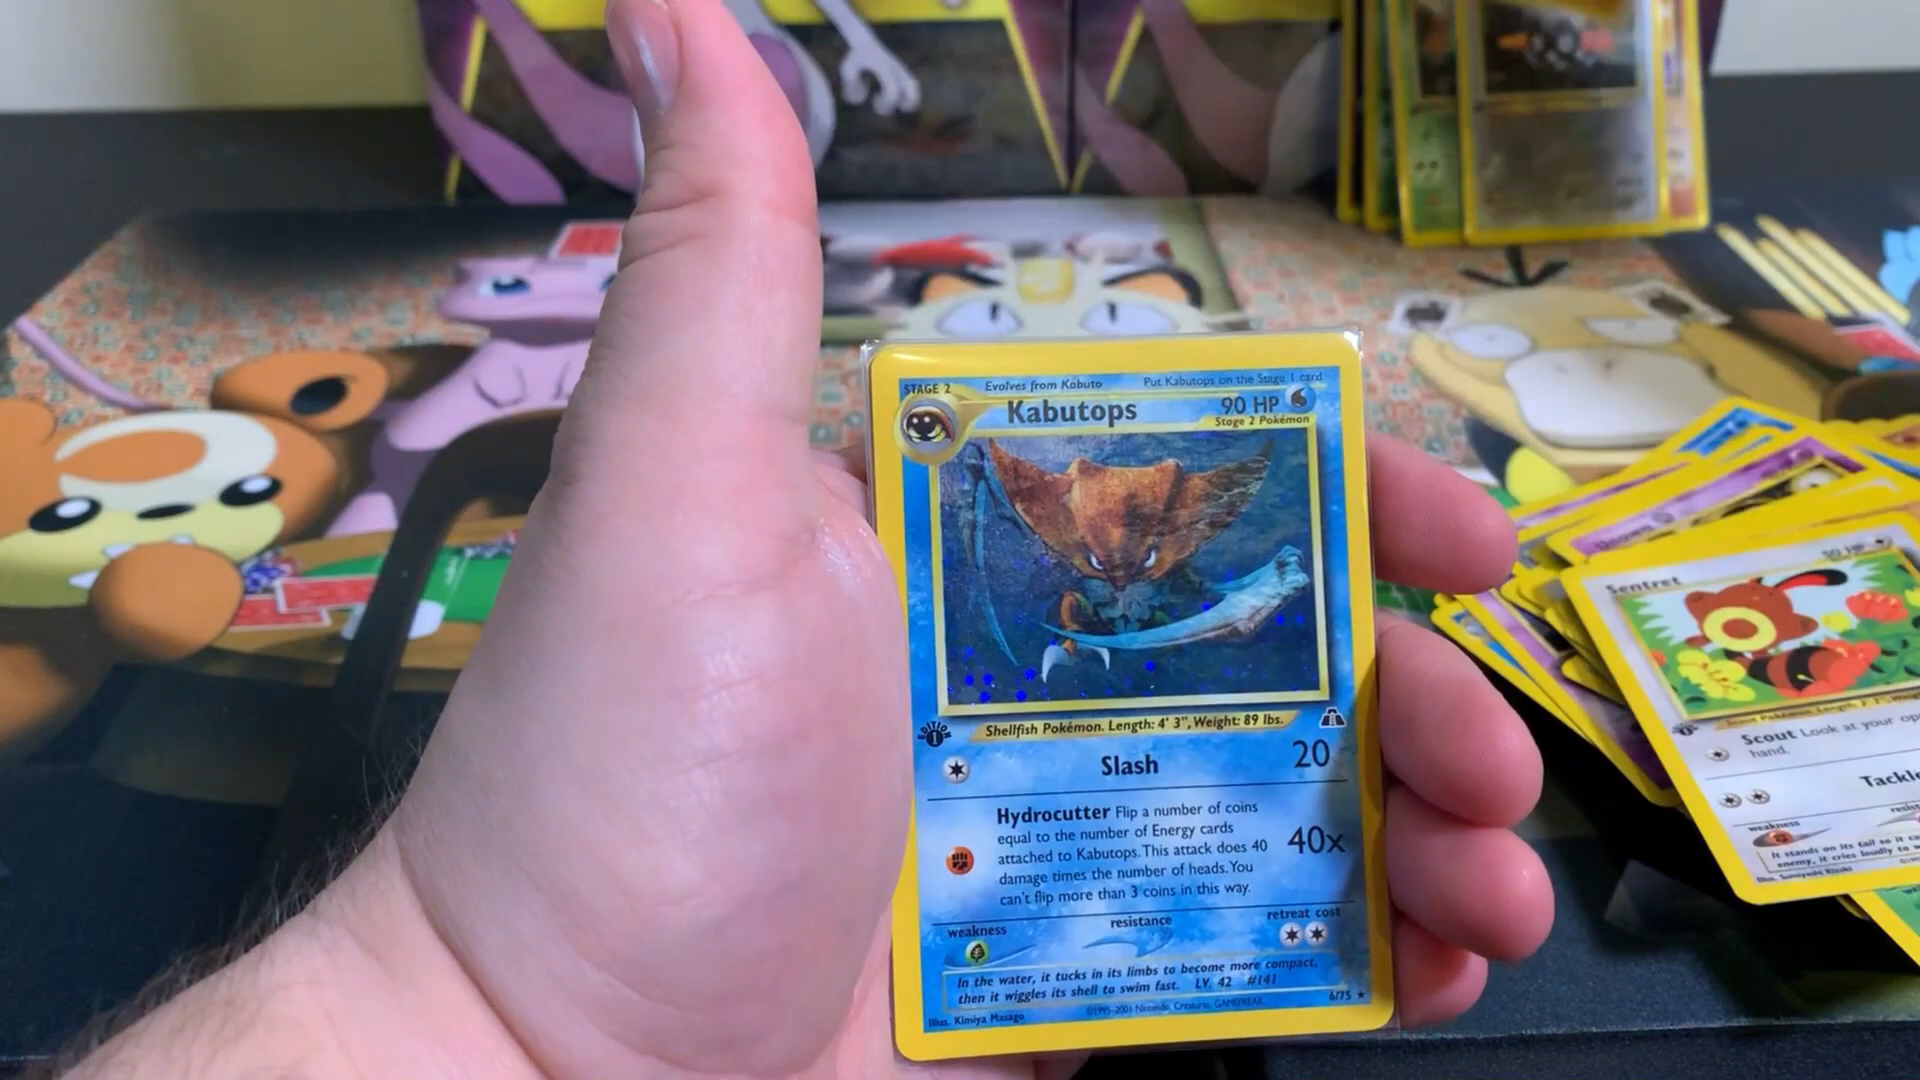 STAGE 2
Evolves from Kabuto
Put Kabutops on the Stage 1 card
Kabutops
90 HP
Stage 2 Pokémon
EDITION
1
Shellfish Pokémon. Length: 4' 3", Weight: 89 lbs.
Slash
20
Hydrocutter Flip a number of coins
equal to the number of Energy cards
attached to Kabutops. This attack does 40
damage times the number of heads. You
can't flip more than 3 coins in this way.
40x
weakness
resistance
retreat cost
In the water, it tucks in its limbs to become more compact,
then it wiggles its shell to swim fast. LV. 42 #141
Illus. Kimiya Masago
©1995-2001 Nintendo, Creatures, GAMEFREAK.
6/75
Sentret
50 HP
Scout Look at your
hand.
Tackle
weakness
It stands on its tail so it
enemy, it cries loudly to